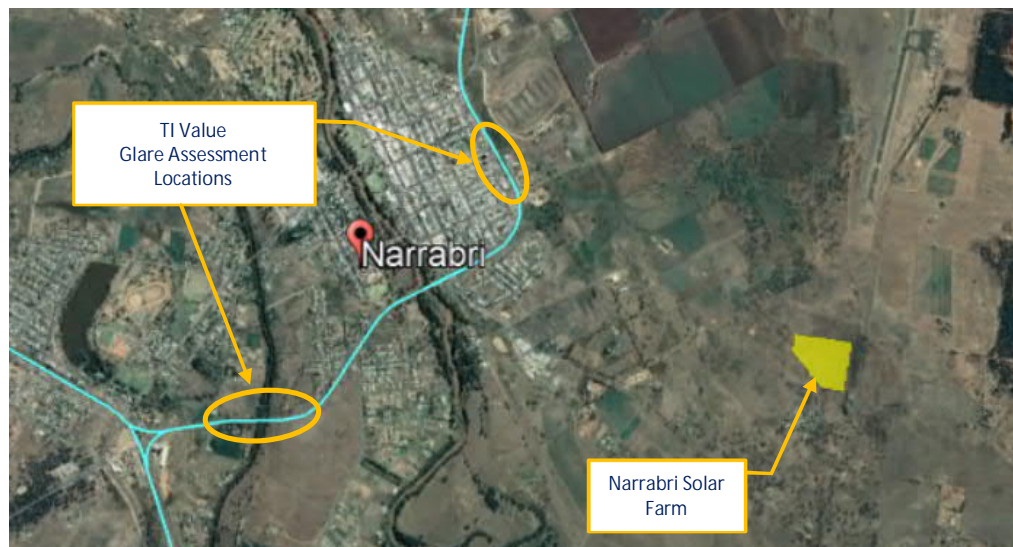 TI Value
Glare Assessment
Locations
Narrabri
Narrabri Solar
Farm